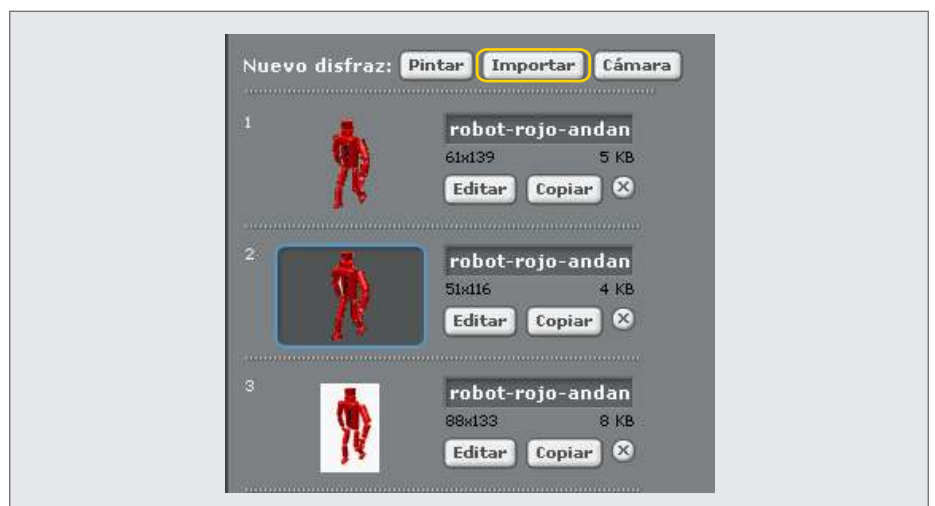 Nuevo disfraz: Pintar Importar Cámara
1
robot-rojo-andan
61x139 5 KB
Editar Copiar
2
robot-rojo-andan
51x116 4 KB
Editar Copiar
3
robot-rojo-andan
88x133 8 KB
Editar Copiar